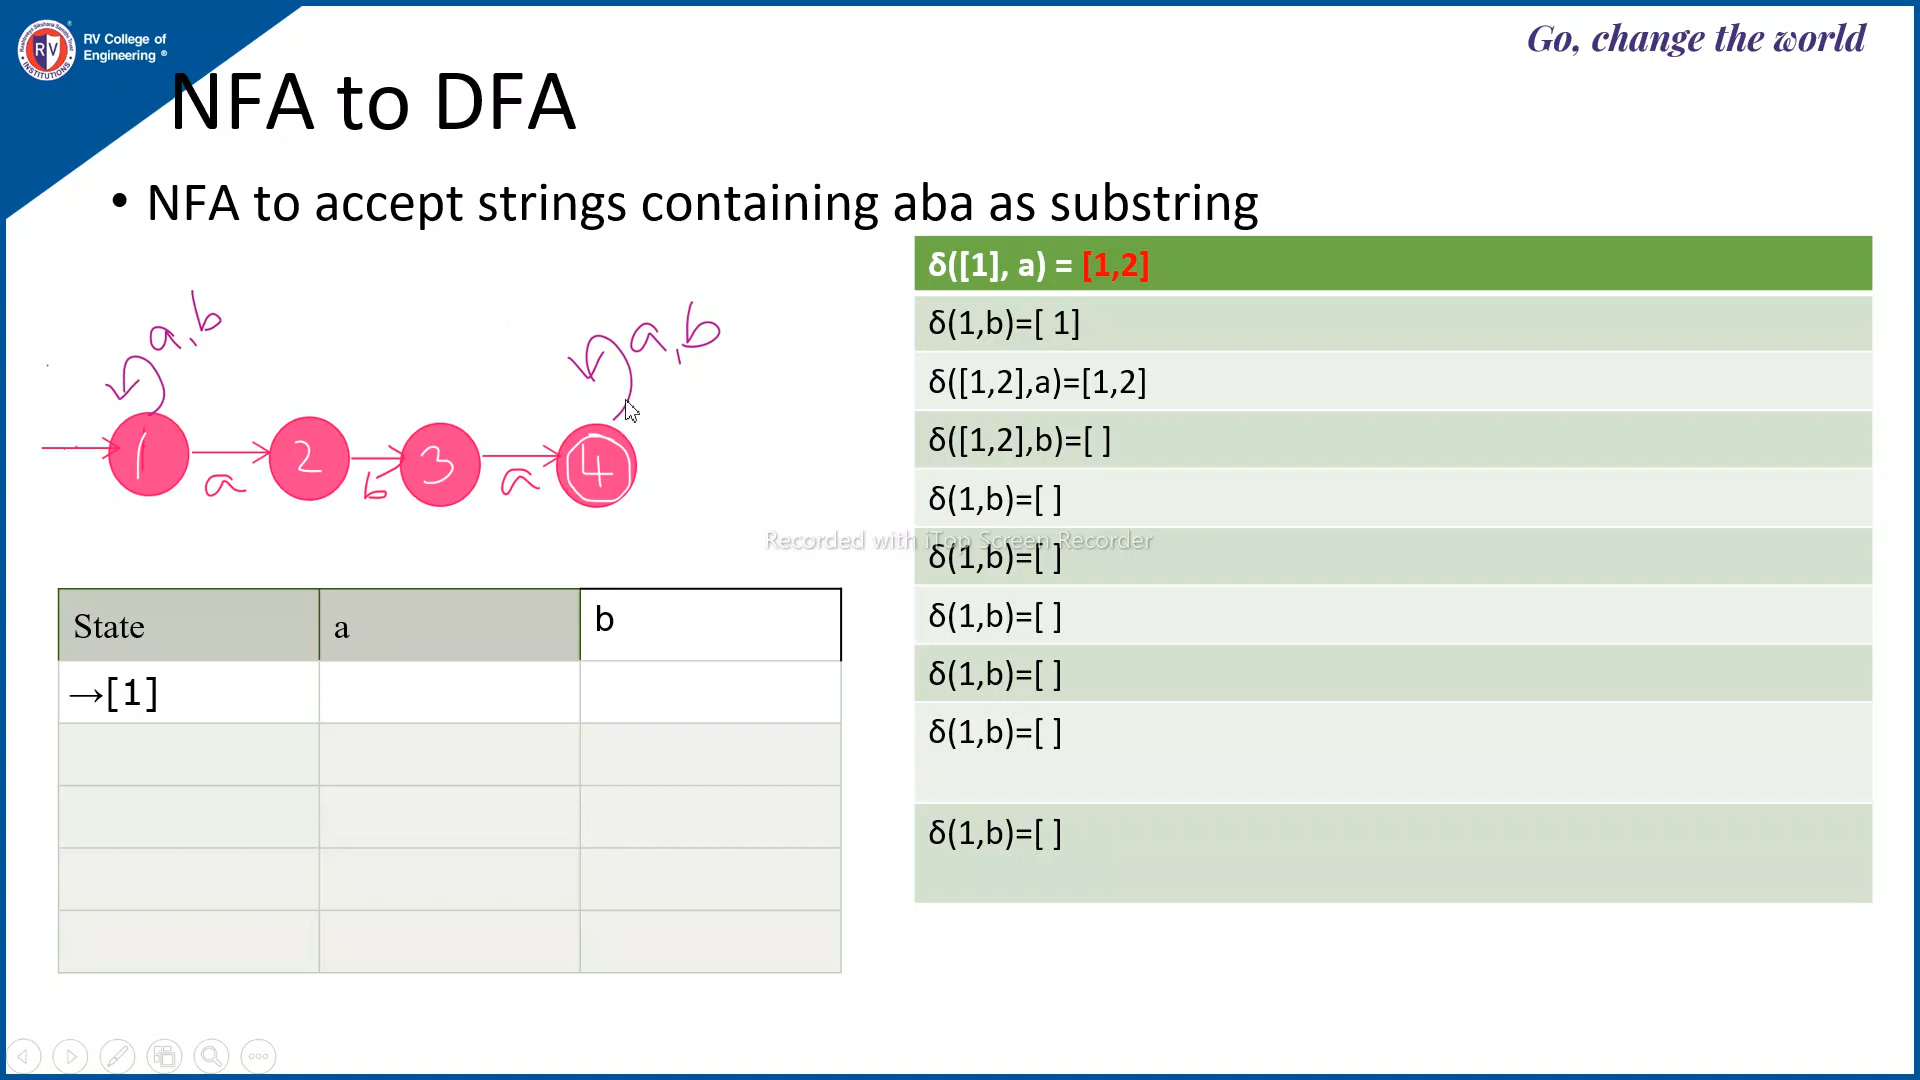 RV College of
Engineering ®
Go, change the world
NFA to DFA
• NFA to accept strings containing aba as substring
δ([1], a) = [1,2]
δ(1,b)=[ 1]
δ([1,2],a)=[1,2]
δ([1,2],b)=[ ]
δ(1,b)=[ ]
δ(1,b)=[ ]
δ(1,b)=[ ]
δ(1,b)=[ ]
δ(1,b)=[ ]
δ(1,b)=[ ]
a,b
a,b
1 2 3 4
a b a
Recorded with iTop Screen Recorder
State a b
→[1]
RV
INSTITUTIONS